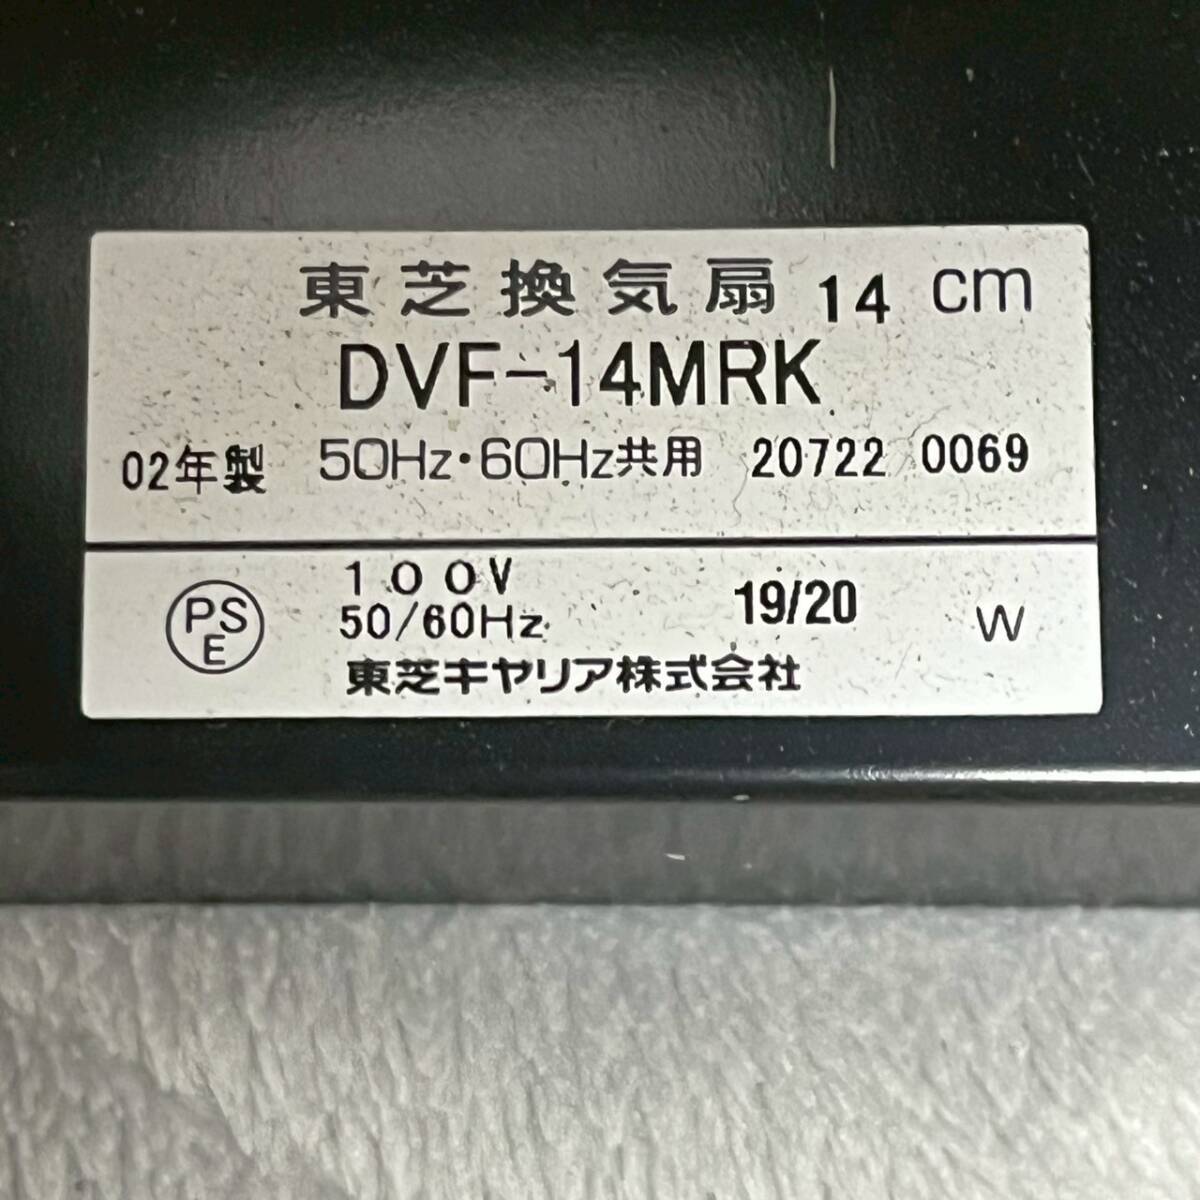 東芝換気扇 14 cm
DVF-14MRK
02年製 50Hz・60Hz共用 20722 0069
PS E
100V
50/60Hz 19/20 W
東芝キヤリア株式会社